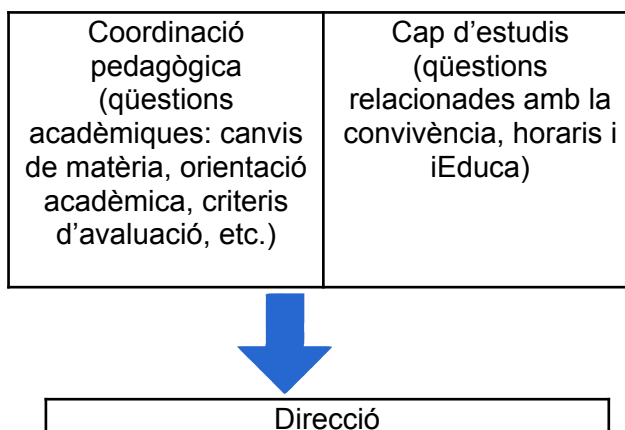 Coordinació
pedagògica
(qüestions
acadèmiques: canvis
de matèria, orientació
acadèmica, criteris
d’avaluació, etc.)
Cap d’estudis
(qüestions
relacionades amb la
convivència, horaris i
iEduca)
Direcció